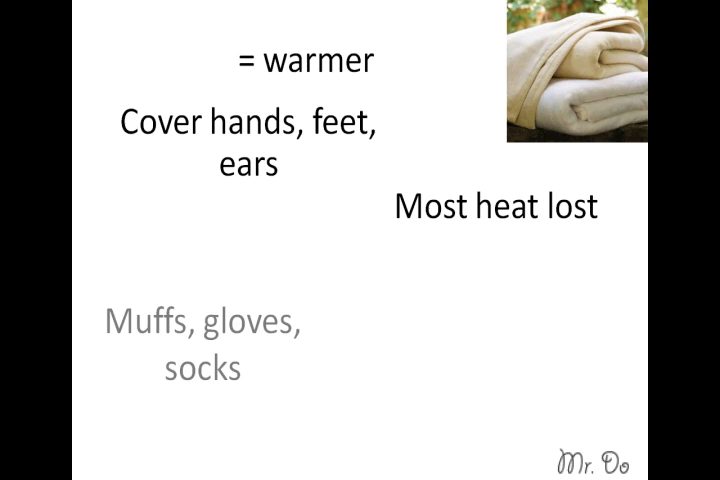 = warmer
Cover hands, feet,
ears
Most heat lost
Muffs, gloves,
socks
Mr. Do